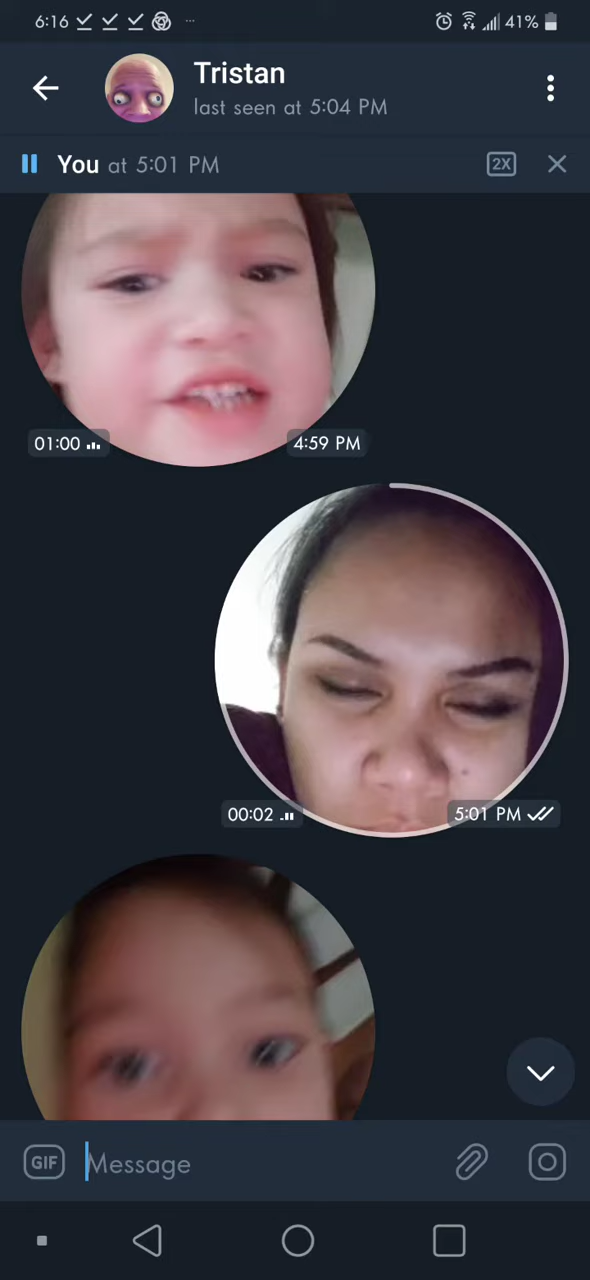 6:16 41%
Tristan
last seen at 5:04 PM
You at 5:01 PM 2X
01:00 4:59 PM
00:02 5:01 PM
GIF Message